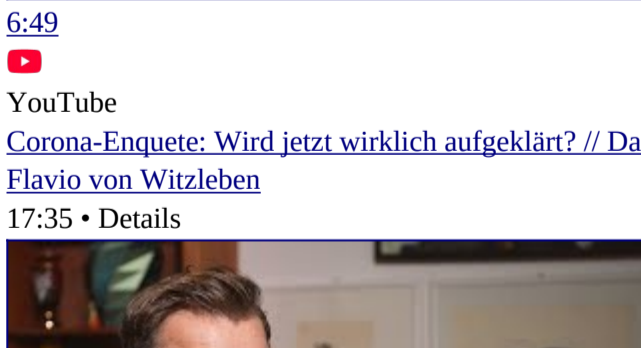 6:49
YouTube
Corona-Enquete: Wird jetzt wirklich aufgeklärt? // Da
Flavio von Witzleben
17:35 • Details